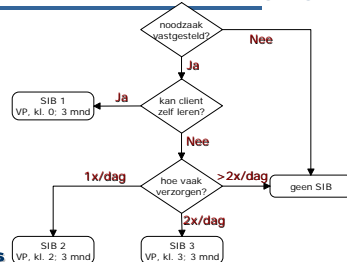 noodzaak
vastgesteld?
Nee
Ja
SIB 1
VP, kl. 0; 3 mnd
Ja
kan client
zelf leren?
Nee
1x/dag
hoe vaak
verzorgen?
>2x/dag
geen SIB
2x/dag
SIB 2
VP, kl. 2; 3 mnd
SIB 3
VP, kl. 3; 3 mnd